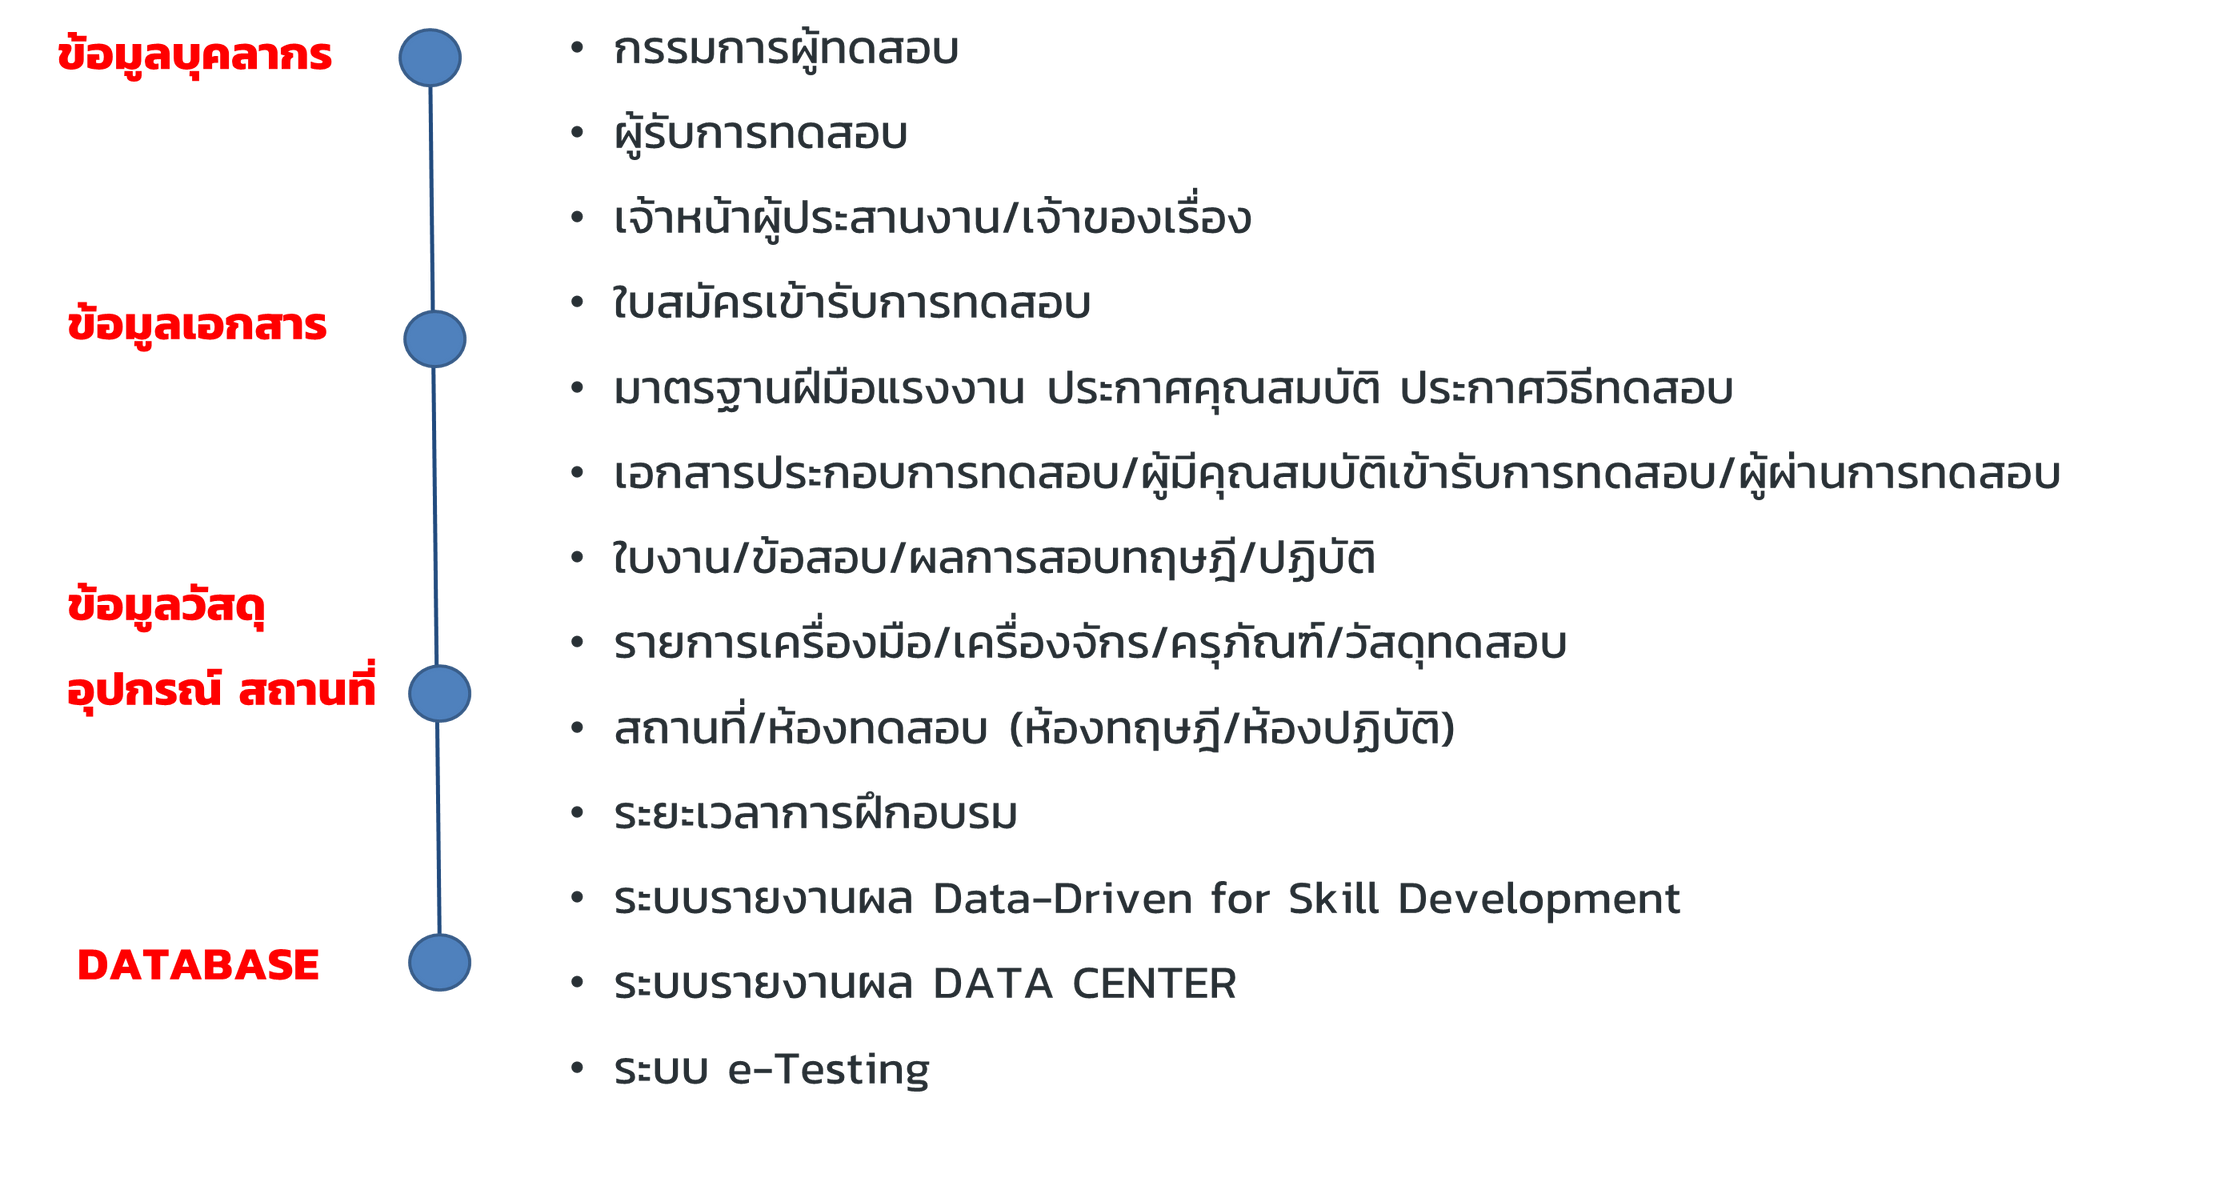 ข้อมูลบุคลากร
• กรรมการผู้ทดสอบ
• ผู้รับการทดสอบ
• เจ้าหน้าผู้ประสานงาน/เจ้าของเรื่อง
ข้อมูลเอกสาร
• ใบสมัครเข้ารับการทดสอบ
• มาตรฐานฝีมือแรงงาน ประกาศคุณสมบัติ ประกาศวิธีทดสอบ
• เอกสารประกอบการทดสอบ/ผู้มีคุณสมบัติเข้ารับการทดสอบ/ผู้ผ่านการทดสอบ
• ใบงาน/ข้อสอบ/ผลการสอบทฤษฎี/ปฏิบัติ
ข้อมูลวัสดุ
อุปกรณ์ สถานที่
• รายการเครื่องมือ/เครื่องจักร/ครุภัณฑ์/วัสดุทดสอบ
• สถานที่/ห้องทดสอบ (ห้องทฤษฎี/ห้องปฏิบัติ)
• ระยะเวลาการฝึกอบรม
DATABASE
• ระบบรายงานผล Data-Driven for Skill Development
• ระบบรายงานผล DATA CENTER
• ระบบ e-Testing